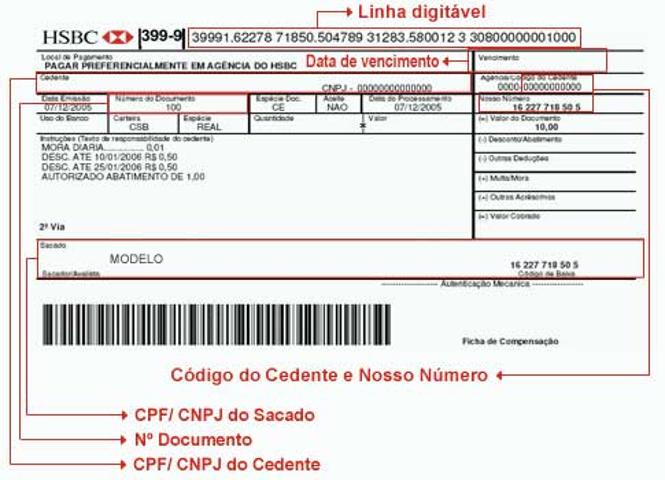 Linha digitável
HSBC 399-9 39991.62278 71850.504789 31283.580012 3 30800000001000
Local de Pagamento
PAGAR PREFERENCIALMENTE EM AGÊNCIA DO HSBC
Data de vencimento
Vencimento
Cedente
CNPJ - 00000000000000
Agência/Código do Cedente
0000-00000000000
Data Emissão Número do Documento Espécie Doc. Aceite Data do Processamento Nosso Número
07/12/2005 100 CE NAO 07/12/2005 16 227 718 50 5
Uso do Banco Carteira Espécie Quantidade Valor (=) Valor do Documento
CSB REAL x 10,00
Instruções (Texto de responsabilidade do cedente)
MORA DIARIA.............. 0,01
DESC. ATE 10/01/2006 R$ 0,50
DESC. ATE 25/01/2006 R$ 0,50
AUTORIZADO ABATIMENTO DE 1,00
(-) Desconto/Abatimento
(-) Outras Deduções
(+) Multa/Mora
(+) Outros Acréscimos
(=) Valor Cobrado
2ª Via
Sacado
MODELO
16 227 718 50 5
Sacador/Avalista Código de Baixa
Autenticação Mecanica
Ficha de Compensação
Código do Cedente e Nosso Número
CPF/ CNPJ do Sacado
Nº Documento
CPF/ CNPJ do Cedente